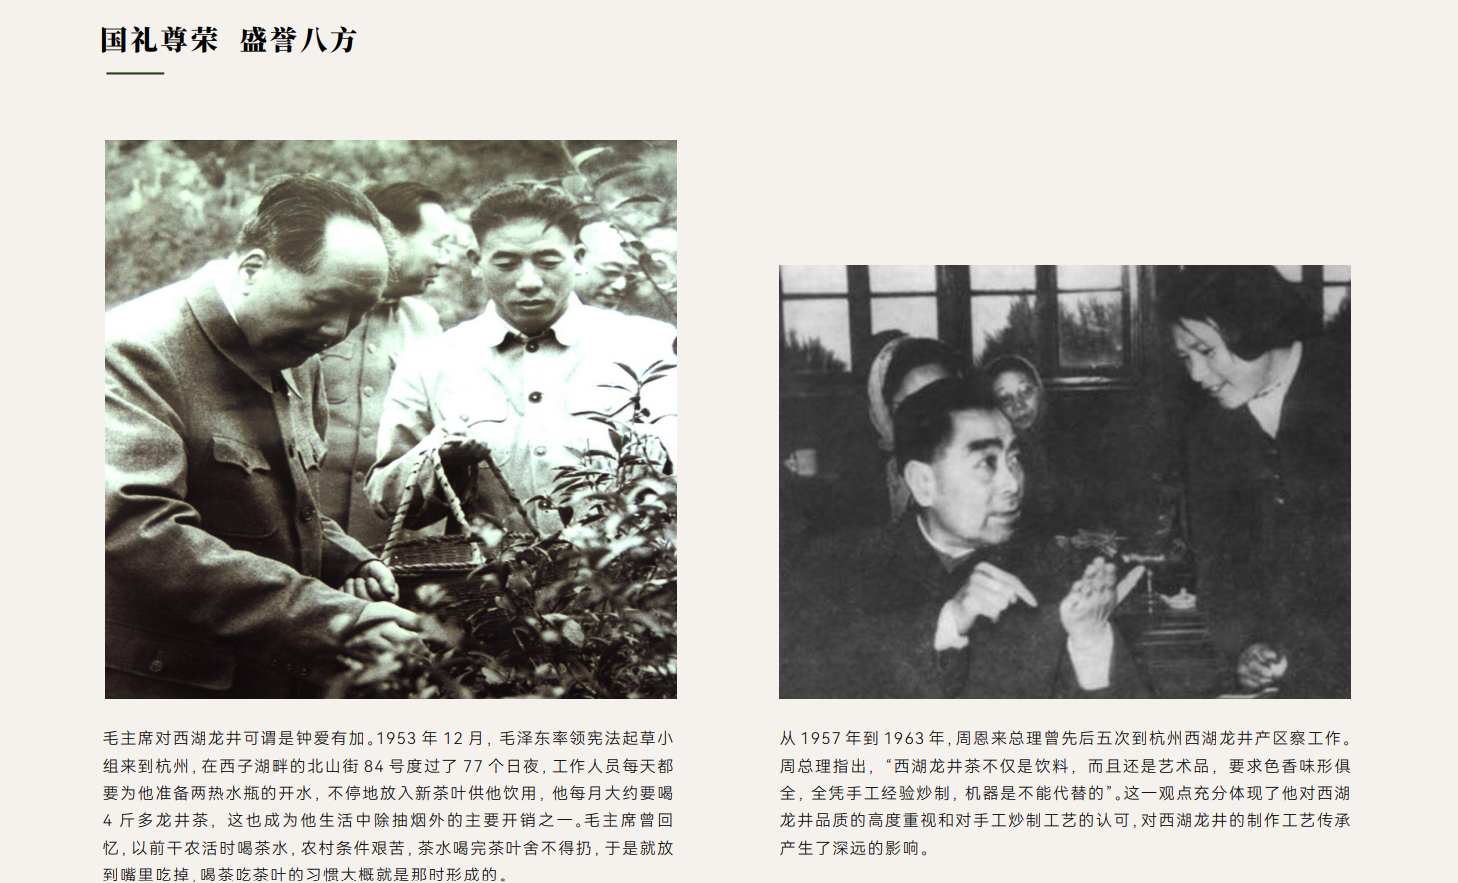 国礼尊荣 盛誉八方
毛主席对西湖龙井可谓是钟爱有加。1953 年 12 月，毛泽东率领宪法起草小
组来到杭州，在西子湖畔的北山街 84 号度过了 77 个日夜，工作人员每天都
要为他准备两热水瓶的开水，不停地放入新茶叶供他饮用，他每月大约要喝
4 斤多龙井茶，这也成为他生活中除抽烟外的主要开销之一。毛主席曾回
忆，以前干农活时喝茶水，农村条件艰苦，茶水喝完茶叶舍不得扔，于是就放
到嘴里吃掉，喝茶吃茶叶的习惯大概就是那时形成的。
从 1957 年到 1963 年，周恩来总理曾先后五次到杭州西湖龙井产区察工作。
周总理指出，“西湖龙井茶不仅是饮料，而且还是艺术品，要求色香味形俱
全，全凭手工经验炒制，机器是不能代替的”。这一观点充分体现了他对西湖
龙井品质的高度重视和对手工炒制工艺的认可，对西湖龙井的制作工艺传承
产生了深远的影响。